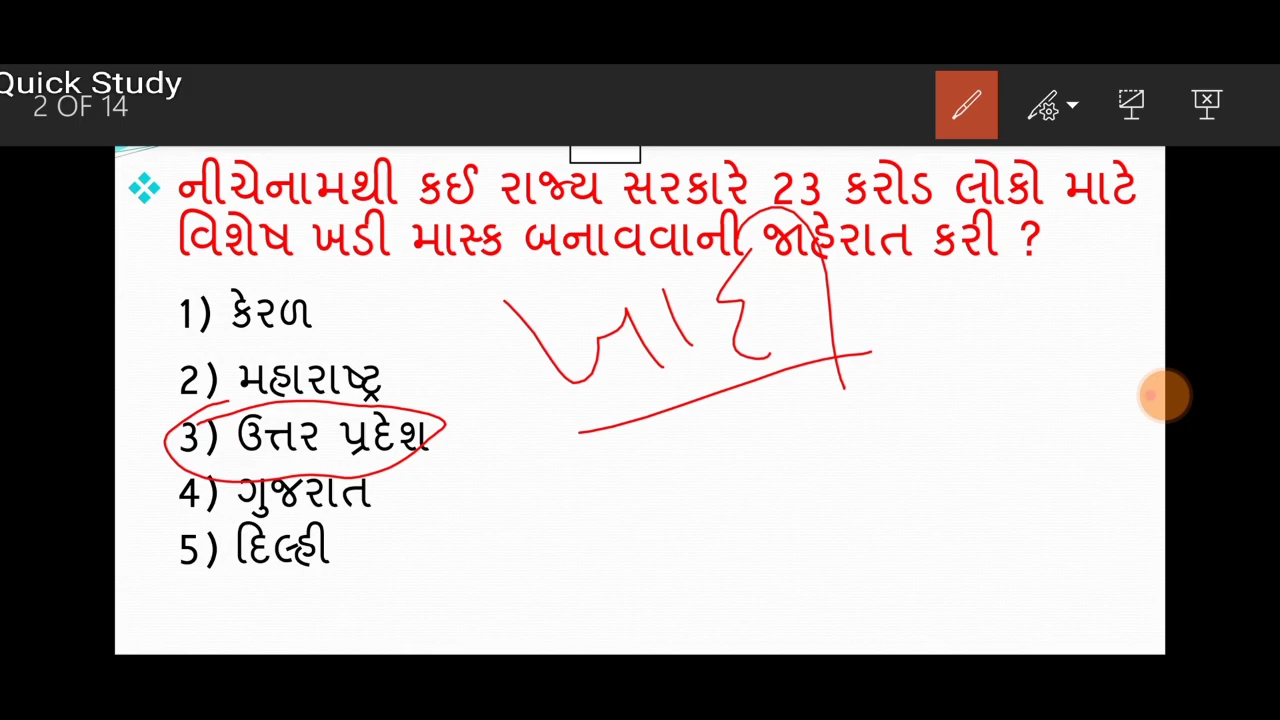 Quick Study
2 OF 14
નીચેનામથી કઈ રાજ્ય સરકારે 23 કરોડ લોકો માટે
વિશેષ ખડી માસ્ક બનાવવાની જાહેરાત કરી ?
1) કેરળ
2) મહારાષ્ટ્ર
3) ઉત્તર પ્રદેશ
4) ગુજરાત
5) દિલ્હી
ખાદી